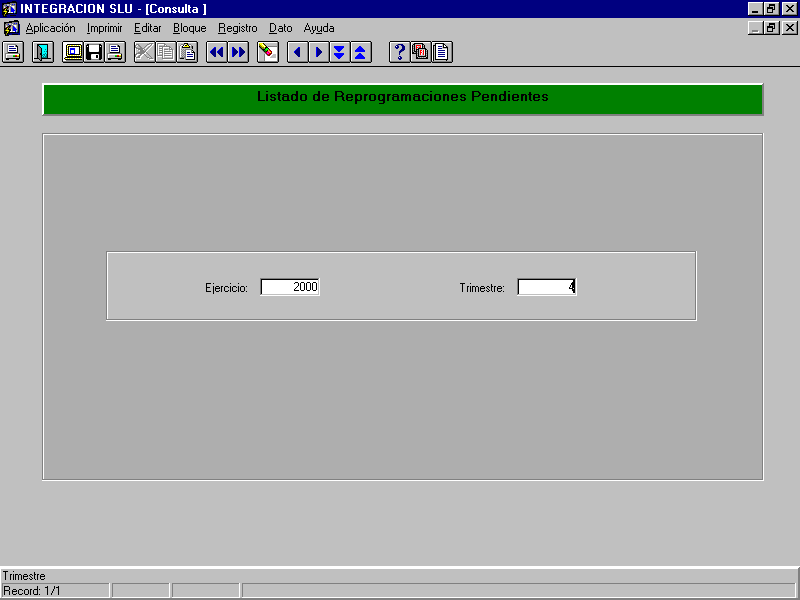 INTEGRACION SLU - [Consulta ]
Aplicación Imprimir Editar Bloque Registro Dato Ayuda
Listado de Reprogramaciones Pendientes
Ejercicio: 2000 Trimestre: 4
Trimestre
Record: 1/1